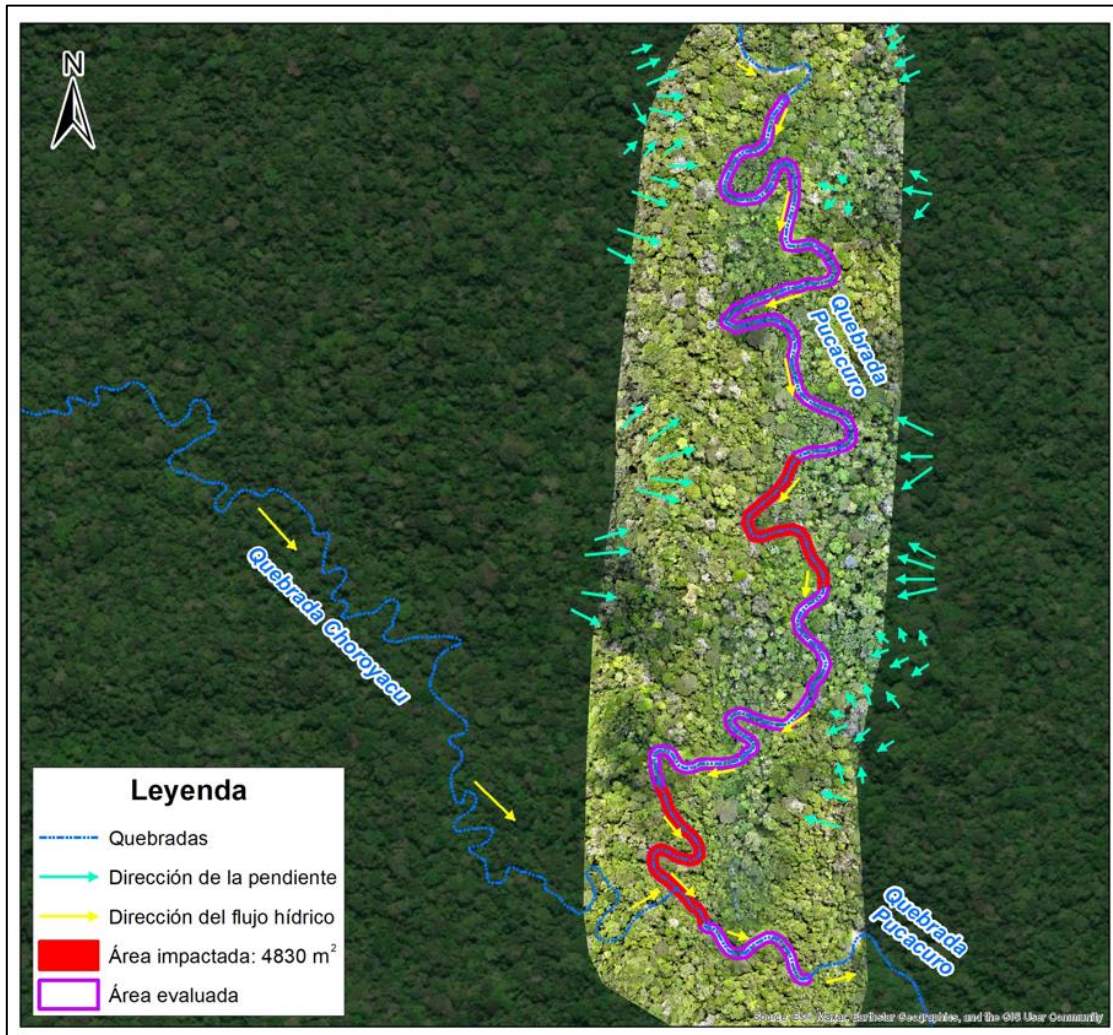 N
Quebrada
Pucacuro
Quebrada Choroyacu
Quebrada
Pucacuro
Leyenda
Quebradas
Dirección de la pendiente
Dirección del flujo hídrico
Área impactada: 4830 m²
Área evaluada
Source: Esri, Maxar, Earthstar Geographics, and the GIS User Community